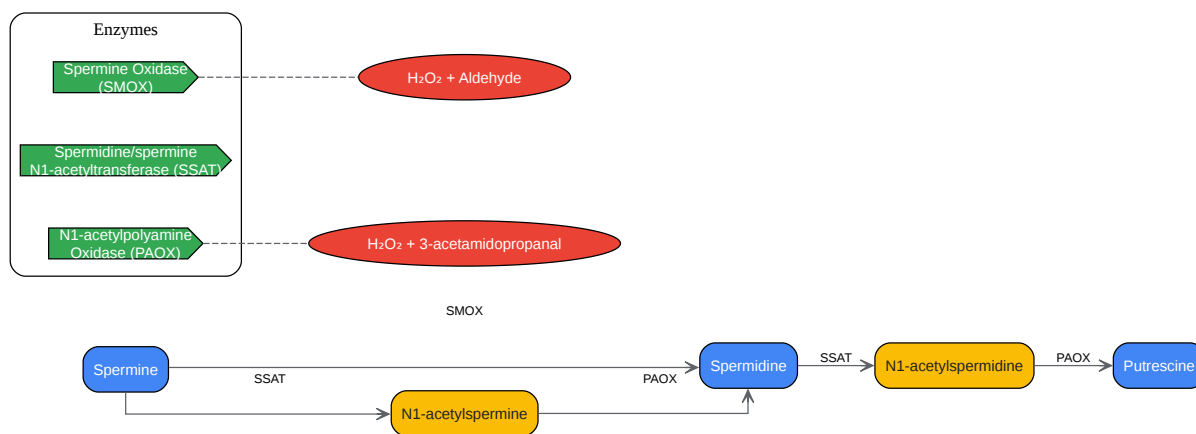 Enzymes
Spermine Oxidase
(SMOX)
H₂O₂ + Aldehyde
Spermidine/spermine
N1-acetyltransferase (SSAT)
N1-acetylpolyamine
Oxidase (PAOX)
H₂O₂ + 3-acetamidopropanal
SMOX
Spermine
SSAT
PAOX
Spermidine
SSAT
N1-acetylspermidine
PAOX
Putrescine
N1-acetylspermine